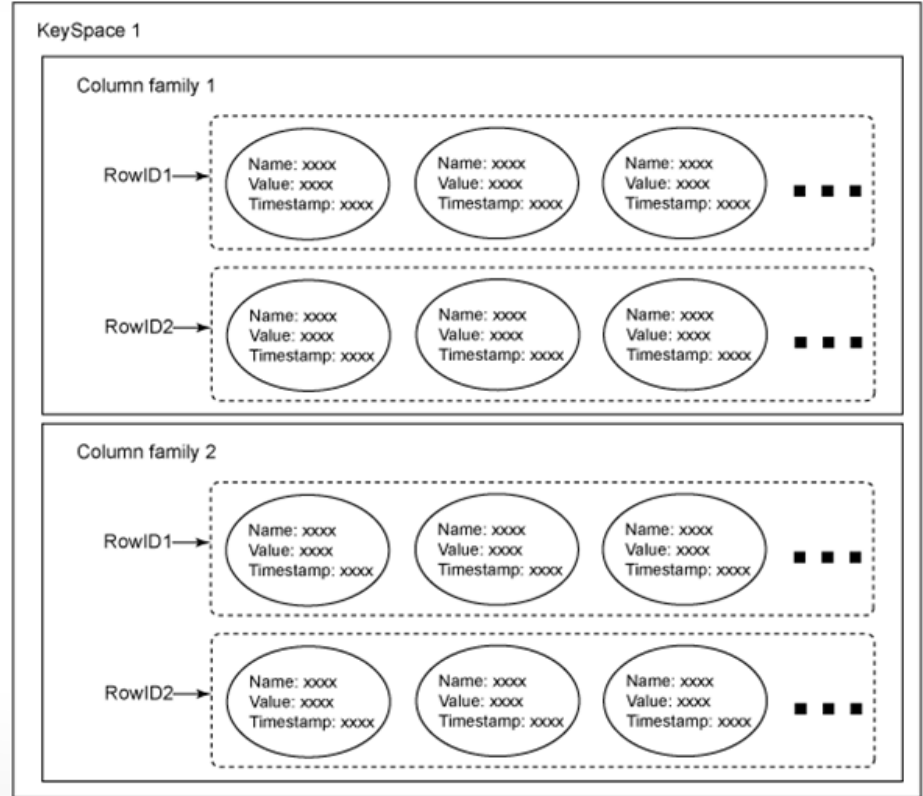 KeySpace 1
Column family 1
RowID1
Name: xxxx
Value: xxxx
Timestamp: xxxx
Name: xxxx
Value: xxxx
Timestamp: xxxx
Name: xxxx
Value: xxxx
Timestamp: xxxx
RowID2
Name: xxxx
Value: xxxx
Timestamp: xxxx
Name: xxxx
Value: xxxx
Timestamp: xxxx
Name: xxxx
Value: xxxx
Timestamp: xxxx
Column family 2
RowID1
Name: xxxx
Value: xxxx
Timestamp: xxxx
Name: xxxx
Value: xxxx
Timestamp: xxxx
Name: xxxx
Value: xxxx
Timestamp: xxxx
RowID2
Name: xxxx
Value: xxxx
Timestamp: xxxx
Name: xxxx
Value: xxxx
Timestamp: xxxx
Name: xxxx
Value: xxxx
Timestamp: xxxx